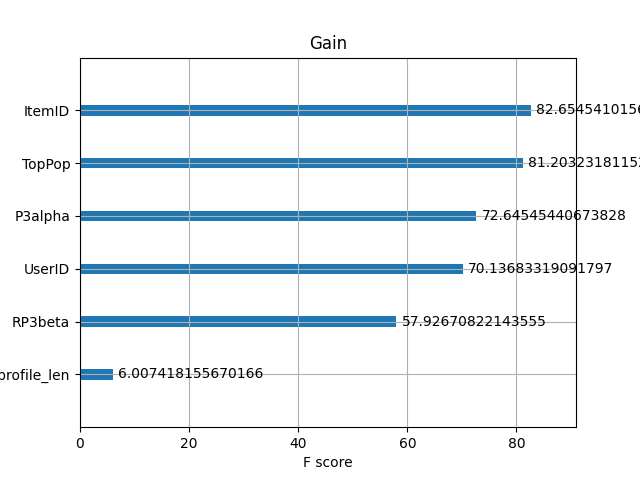 Gain
ItemID 82.6545410156
TopPop 81.2032318115
P3alpha 72.64545440673828
UserID 70.13683319091797
RP3beta 57.92670822143555
profile_len 6.007418155670166
0 20 40 60 80
F score